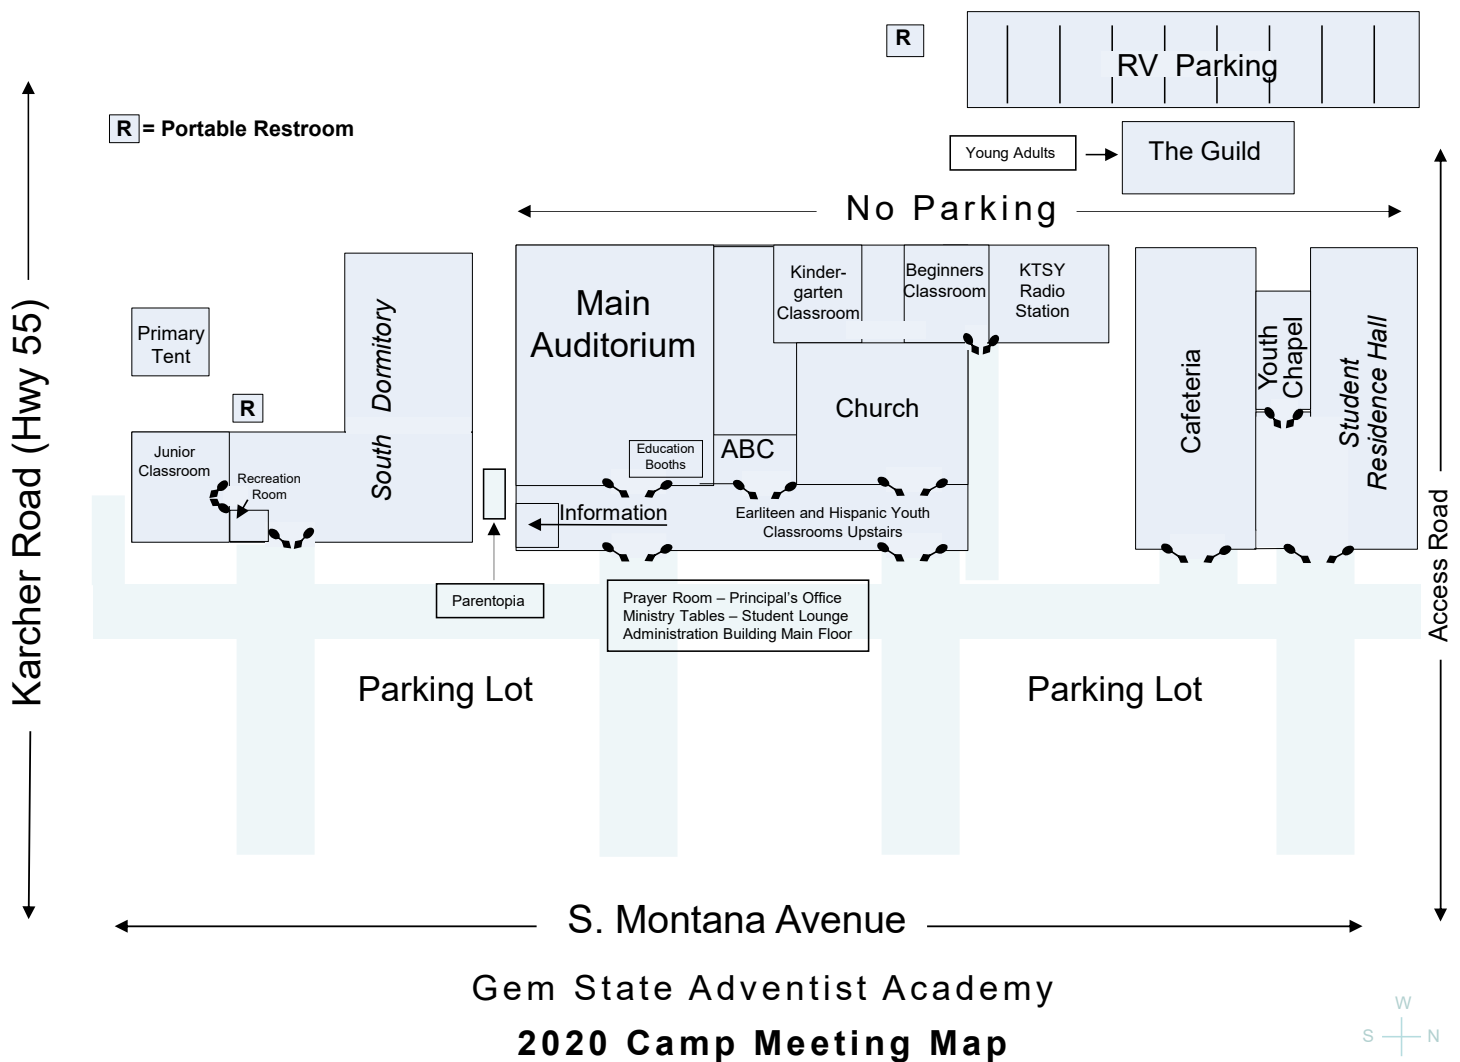 R
RV Parking
R = Portable Restroom
Young Adults
The Guild
No Parking
Karcher Road (Hwy 55)
Primary
Tent
R
Junior
Classroom
Recreation
Room
South Dormitory
Main
Auditorium
Education
Booths
ABC
Kinder-
garten
Classroom
Beginners
Classroom
KTSY
Radio
Station
Church
Information
Earliteen and Hispanic Youth
Classrooms Upstairs
Cafeteria
Youth
Chapel
Student
Residence Hall
Access Road
Parentopia
Prayer Room – Principal's Office
Ministry Tables – Student Lounge
Administration Building Main Floor
Parking Lot
Parking Lot
S. Montana Avenue
Gem State Adventist Academy
2020 Camp Meeting Map
W
S N